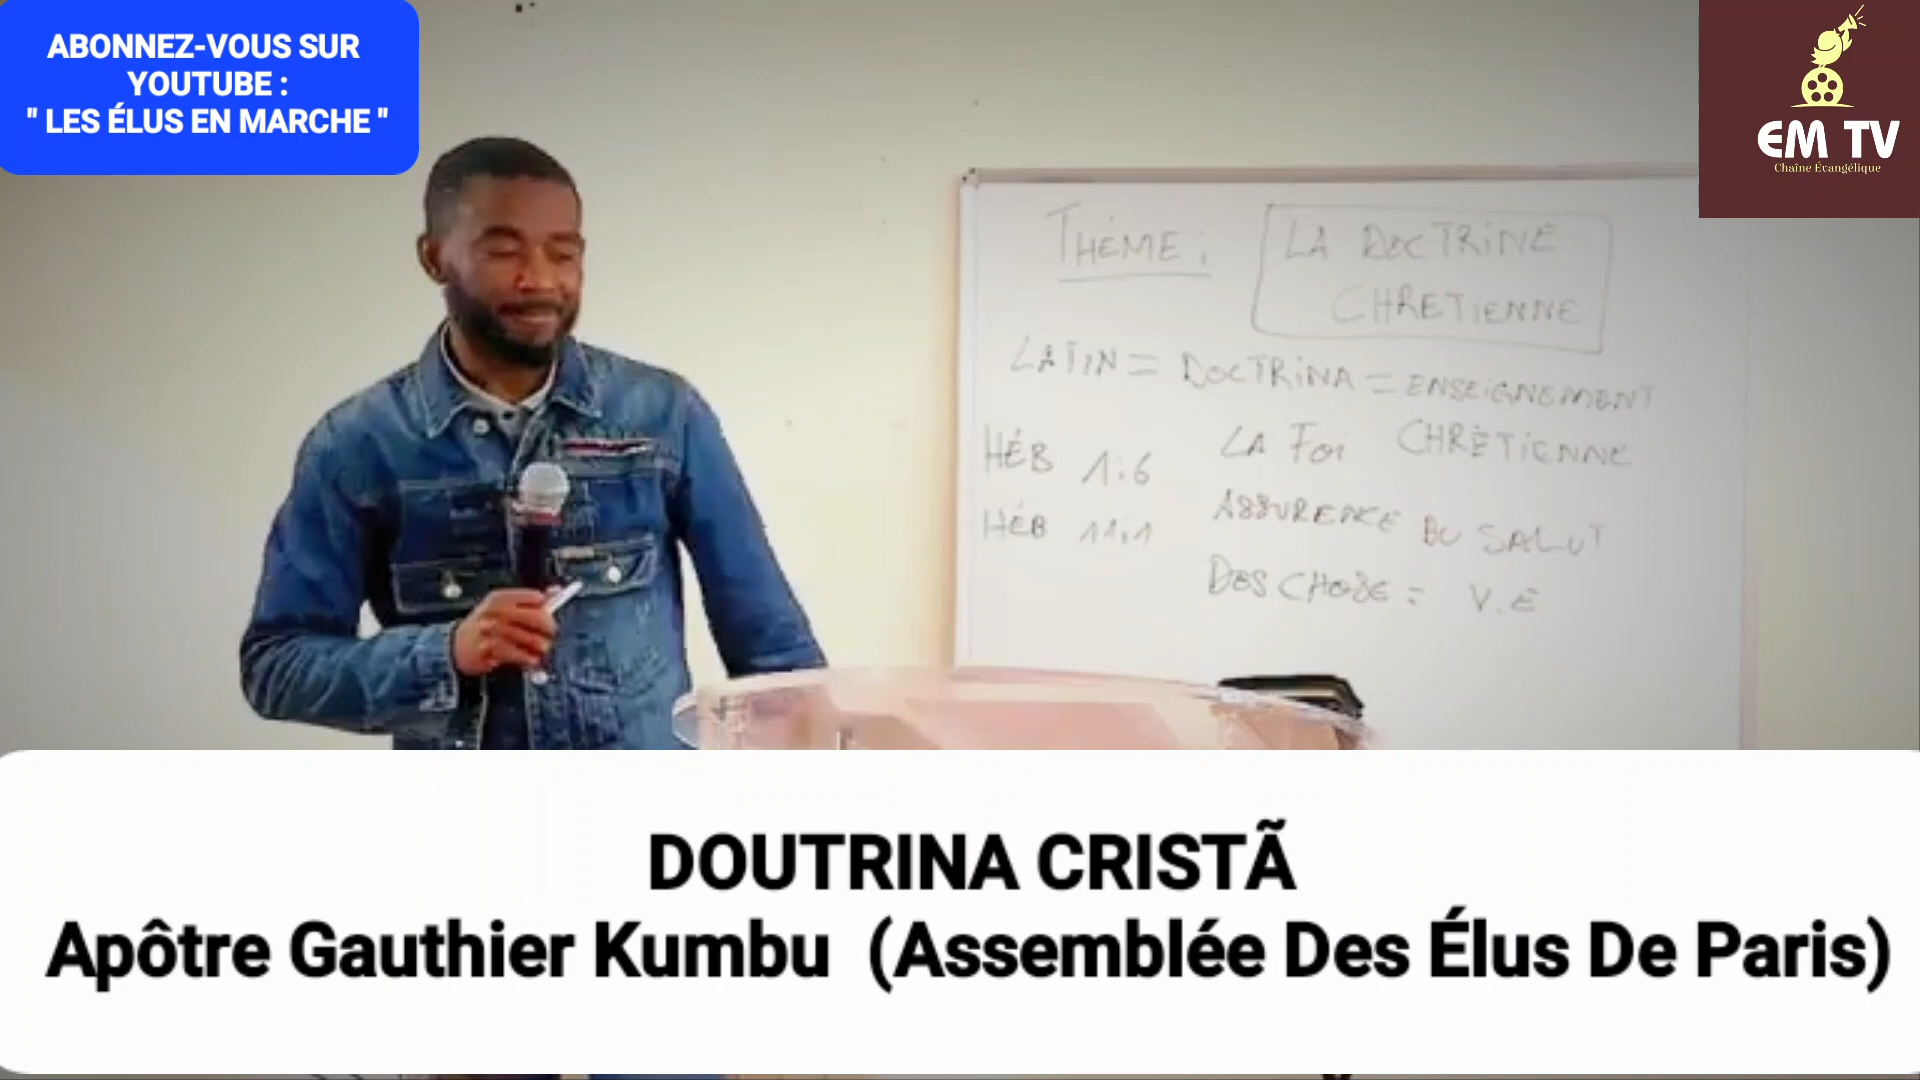 ABONNEZ-VOUS SUR
YOUTUBE :
" LES ÉLUS EN MARCHE "
EM TV
Chaîne Évangélique
THÈME : LA DOCTRINE
CHRETIENNE
LATIN = DOCTRINA = ENSEIGNEMENT
HÉB 1:6 LA FOI CHRÈTIENNE
HÉB 11:1 ASSURENCE DU SALUT
DES CHOSE : V.E
DOUTRINA CRISTÃ
Apôtre Gauthier Kumbu (Assemblée Des Élus De Paris)